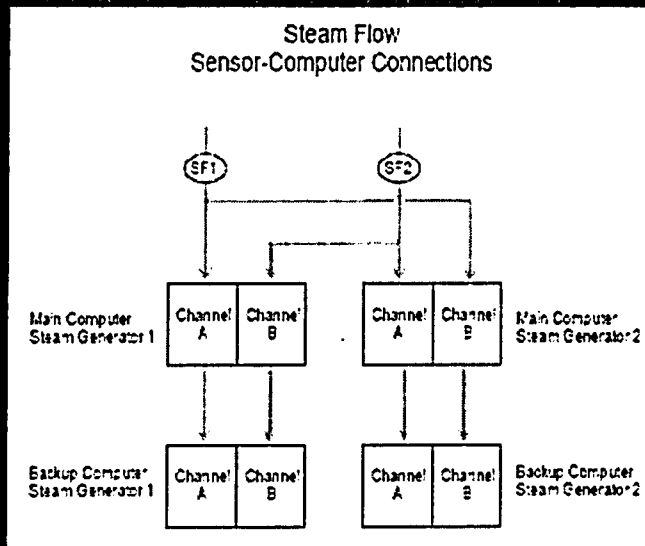 Steam Flow
Sensor-Computer Connections
SF1
SF2
Main Computer
Steam Generator 1
Channel
A
Channel
B
Channel
A
Channel
B
Main Computer
Steam Generator 2
Backup Computer
Steam Generator 1
Channel
A
Channel
B
Channel
A
Channel
B
Backup Computer
Steam Generator 2